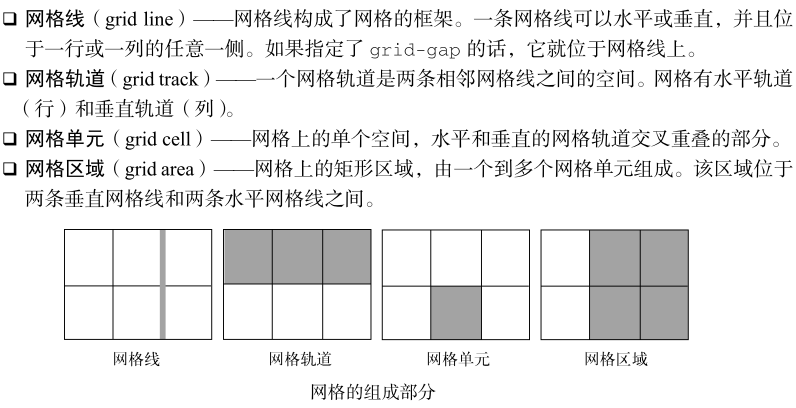 ❑ 网格线（grid line）——网格线构成了网格的框架。一条网格线可以水平或垂直，并且位
于一行或一列的任意一侧。如果指定了 grid-gap 的话，它就位于网格线上。
❑ 网格轨道（grid track）——一个网格轨道是两条相邻网格线之间的空间。网格有水平轨道
（行）和垂直轨道（列）。
❑ 网格单元（grid cell）——网格上的单个空间，水平和垂直的网格轨道交叉重叠的部分。
❑ 网格区域（grid area）——网格上的矩形区域，由一个到多个网格单元组成。该区域位于
两条垂直网格线和两条水平网格线之间。
网格线 网格轨道 网格单元 网格区域
网格的组成部分